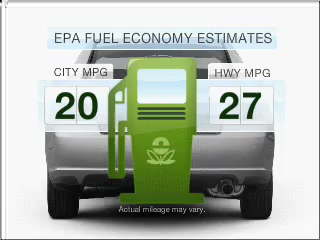 EPA FUEL ECONOMY ESTIMATES
CITY MPG HWY MPG
20 27
Actual mileage may vary.